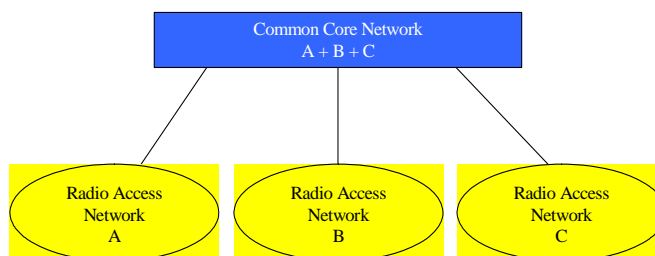 Common Core Network
A + B + C
Radio Access
Network
A
Radio Access
Network
B
Radio Access
Network
C